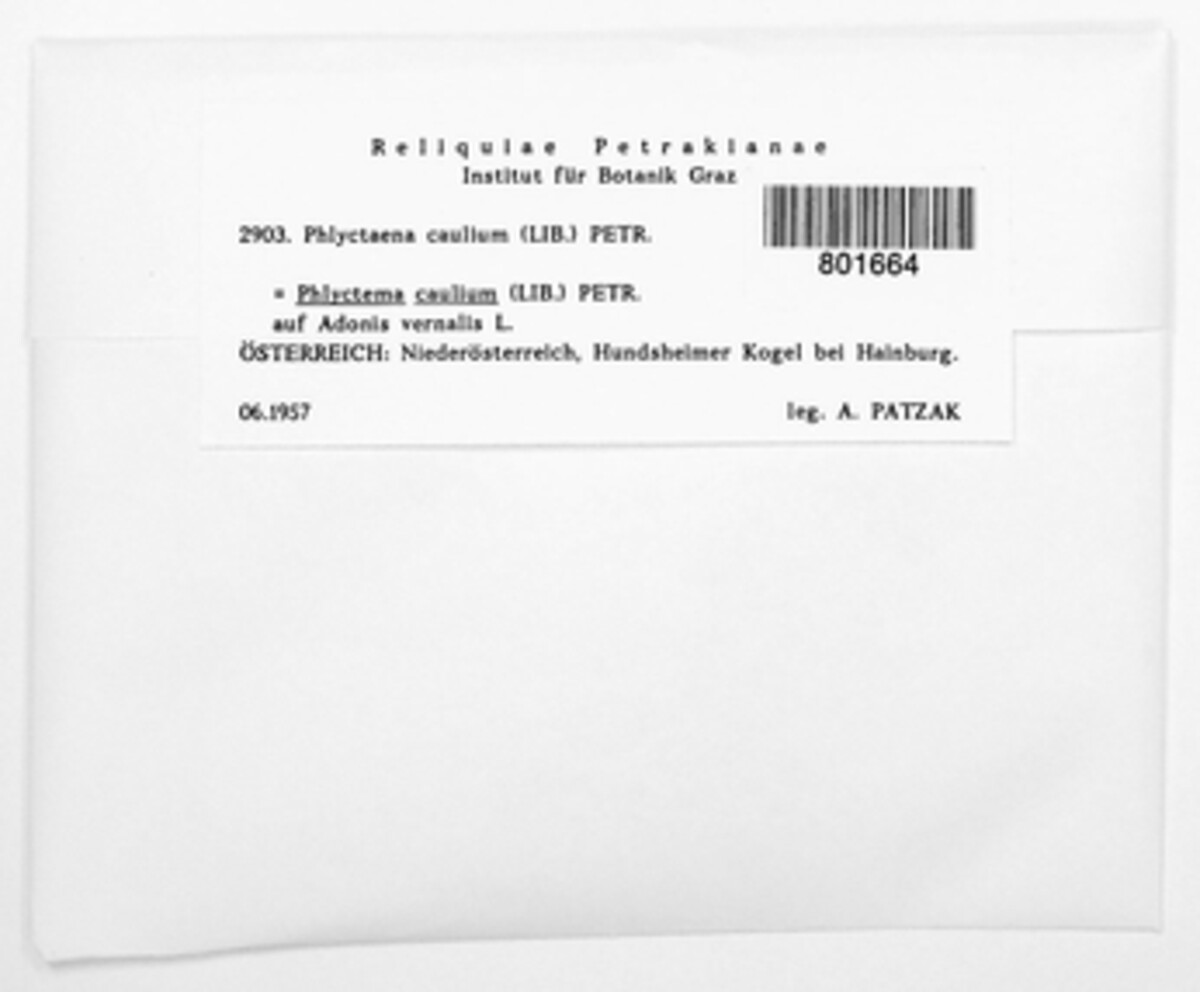 Reliquiae Petrakianae
Institut für Botanik Graz
801664
2903. Phlyctaena caulium (LIB.) PETR.
= Phlyctema caulium (LIB.) PETR.
auf Adonis vernalis L.
ÖSTERREICH: Niederösterreich, Hundsheimer Kogel bei Hainburg.
06.1957 leg. A. PATZAK